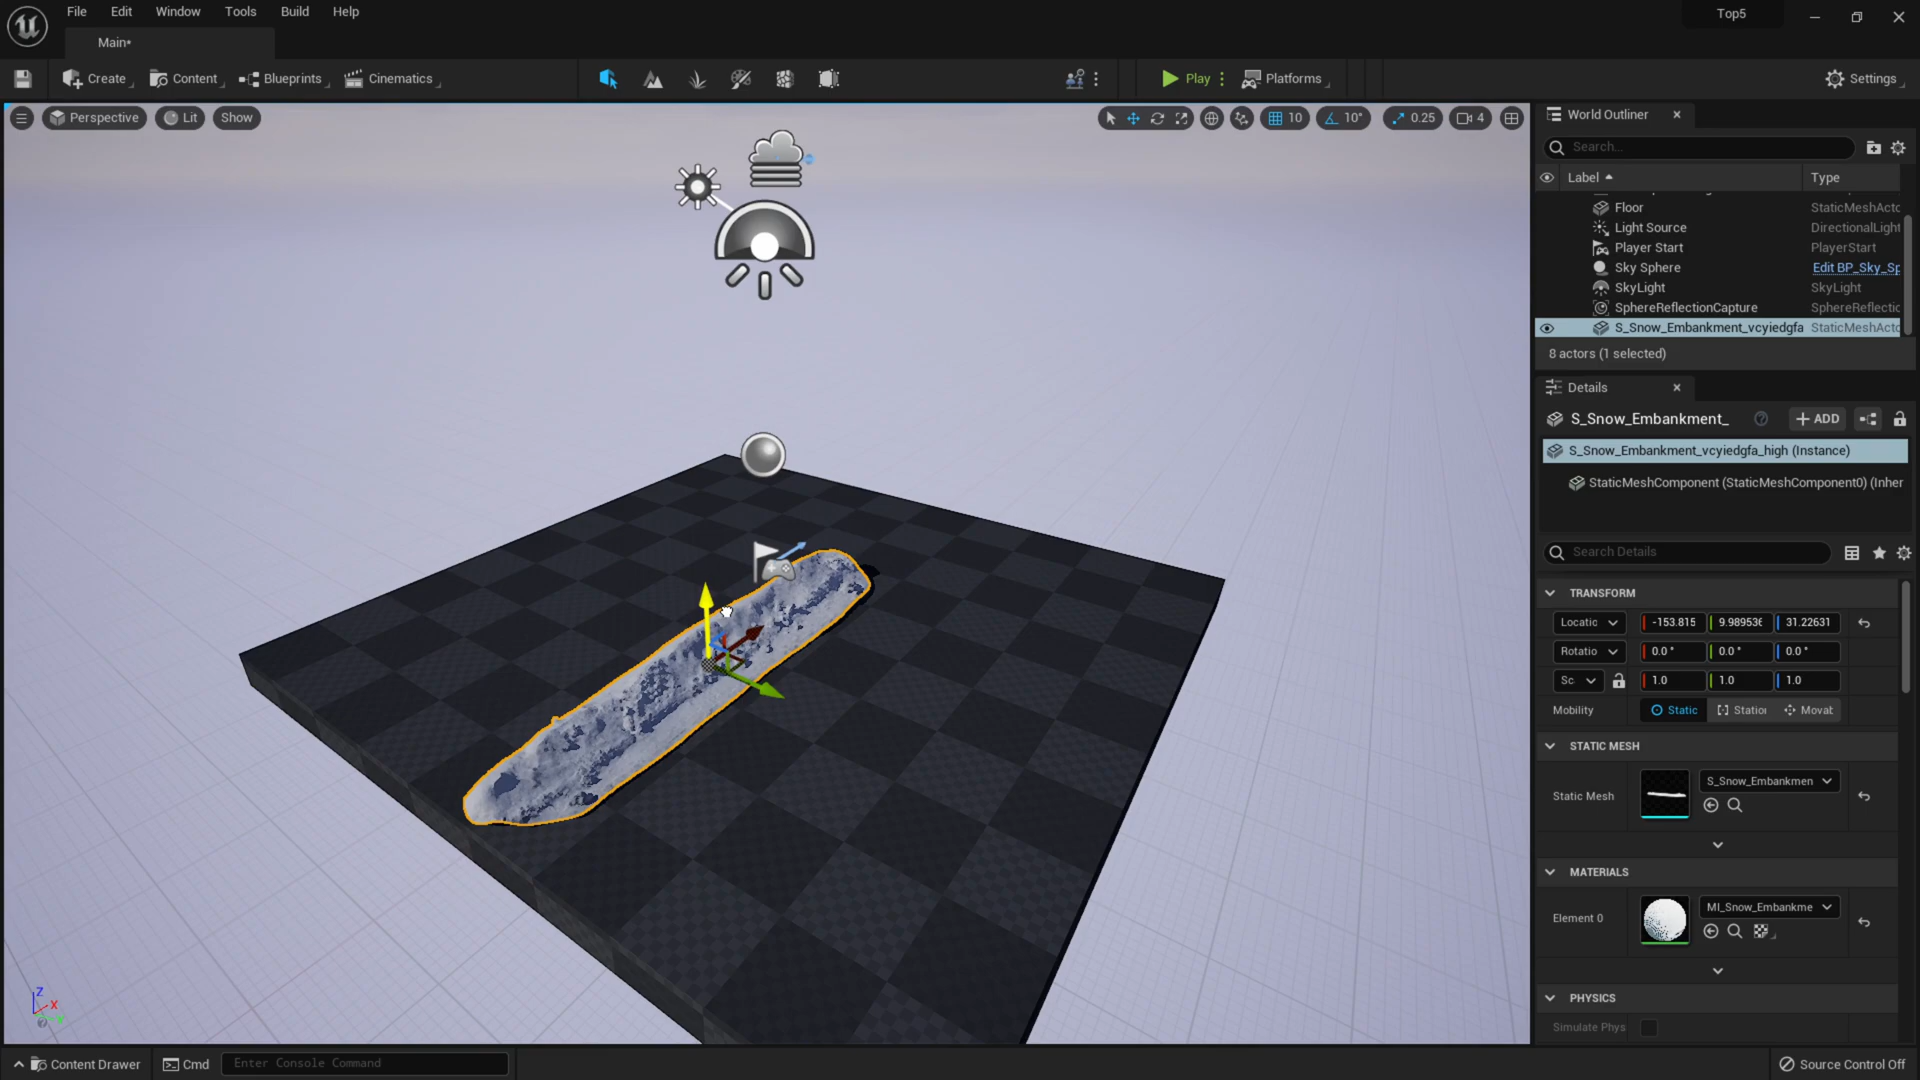 File Edit Window Tools Build Help
Top5
Main*
Create Content Blueprints Cinematics
Play Platforms Settings
Perspective Lit Show
10 10° 0.25 4
World Outliner
Search...
Label Type
Floor StaticMeshActo
Light Source DirectionalLight
Player Start PlayerStart
Sky Sphere Edit BP_Sky_Sp
SkyLight SkyLight
SphereReflectionCapture SphereReflectio
S_Snow_Embankment_vcyiedgfa StaticMeshActo
8 actors (1 selected)
Details
S_Snow_Embankment_ ADD
S_Snow_Embankment_vcyiedgfa_high (Instance)
StaticMeshComponent (StaticMeshComponent0) (Inher
Search Details
TRANSFORM
Locatic -153.815 9.989536 31.22631
Rotatio 0.0 ° 0.0 ° 0.0 °
Sc 1.0 1.0 1.0
Mobility Static Station Movab
STATIC MESH
Static Mesh S_Snow_Embankmen
MATERIALS
Element 0 MI_Snow_Embankme
PHYSICS
Simulate Phys
Z X
Content Drawer Cmd Enter Console Command Source Control Off